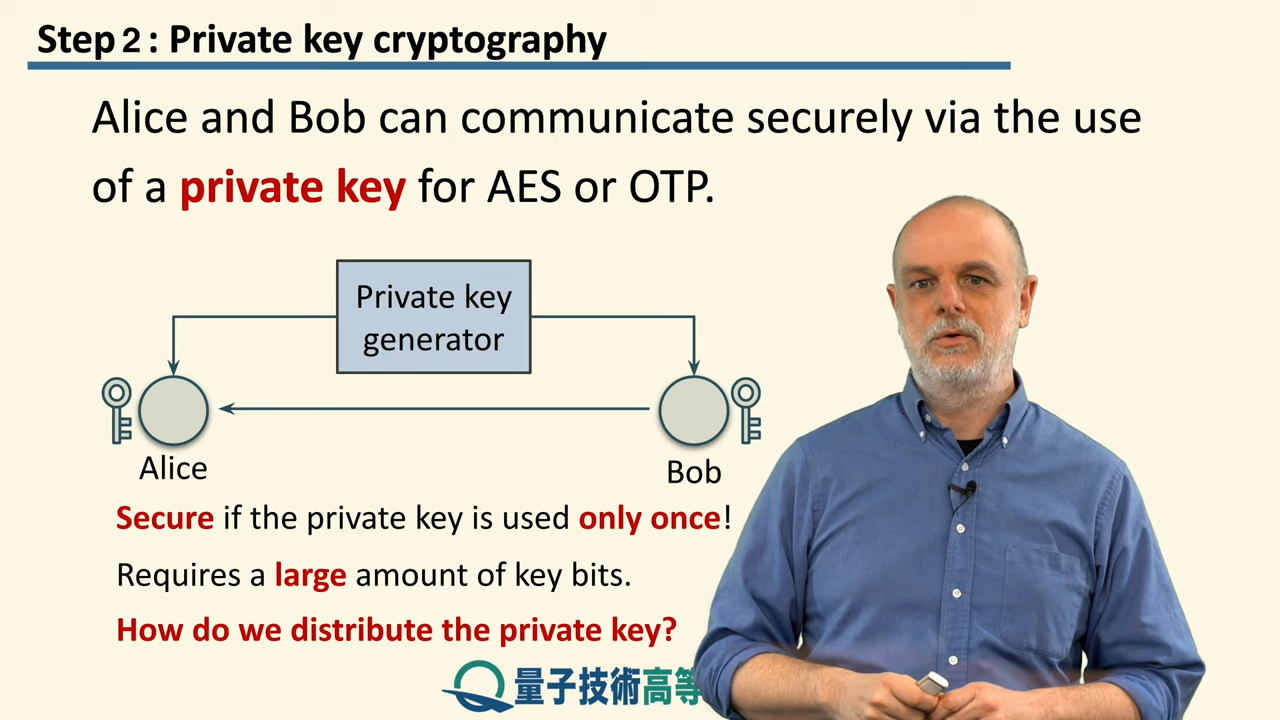 Step 2 : Private key cryptography
Alice and Bob can communicate securely via the use
of a private key for AES or OTP.
Private key
generator
Alice
Bob
Secure if the private key is used only once!
Requires a large amount of key bits.
How do we distribute the private key?
量子技術高等